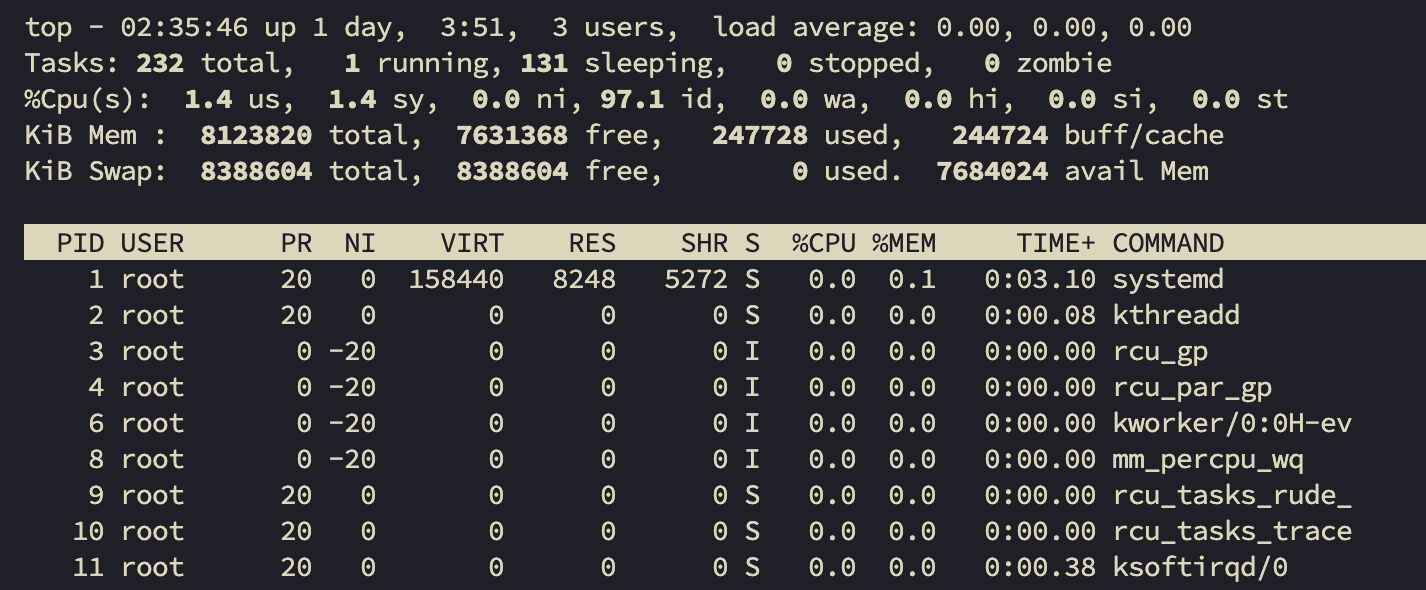 top - 02:35:46 up 1 day,  3:51,  3 users,  load average: 0.00, 0.00, 0.00
Tasks: 232 total,   1 running, 131 sleeping,   0 stopped,   0 zombie
%Cpu(s):  1.4 us,  1.4 sy,  0.0 ni, 97.1 id,  0.0 wa,  0.0 hi,  0.0 si,  0.0 st
KiB Mem :  8123820 total,  7631368 free,   247728 used,   244724 buff/cache
KiB Swap:  8388604 total,  8388604 free,        0 used.  7684024 avail Mem
  PID USER      PR  NI    VIRT    RES    SHR S  %CPU %MEM     TIME+ COMMAND
    1 root      20   0  158440   8248   5272 S   0.0  0.1   0:03.10 systemd
    2 root      20   0       0      0      0 S   0.0  0.0   0:00.08 kthreadd
    3 root       0 -20       0      0      0 I   0.0  0.0   0:00.00 rcu_gp
    4 root       0 -20       0      0      0 I   0.0  0.0   0:00.00 rcu_par_gp
    6 root       0 -20       0      0      0 I   0.0  0.0   0:00.00 kworker/0:0H-ev
    8 root       0 -20       0      0      0 I   0.0  0.0   0:00.00 mm_percpu_wq
    9 root      20   0       0      0      0 S   0.0  0.0   0:00.00 rcu_tasks_rude_
   10 root      20   0       0      0      0 S   0.0  0.0   0:00.00 rcu_tasks_trace
   11 root      20   0       0      0      0 S   0.0  0.0   0:00.38 ksoftirqd/0